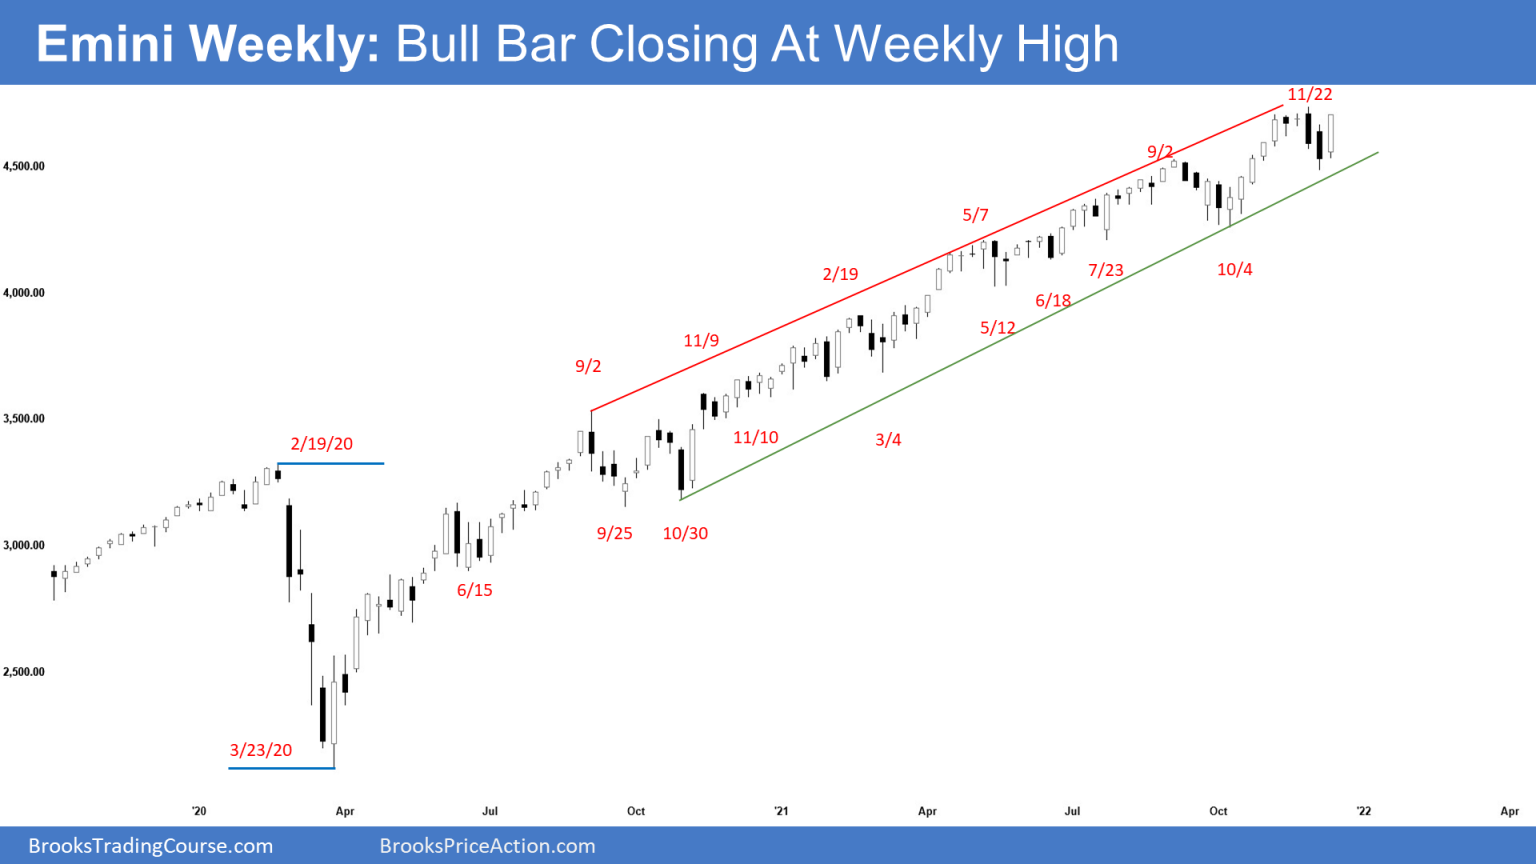 Emini Weekly: Bull Bar Closing At Weekly High
11/22
4,500.00
9/2
5/7
7/23
10/4
2/19
4,000.00
6/18
5/12
11/9
9/2
3,500.00
11/10
3/4
2/19/20
9/25
10/30
3,000.00
6/15
2,500.00
3/23/20
'20
Apr
Jul
Oct
'21
Apr
Jul
Oct
'22
Apr
BrooksTradingCourse.com
BrooksPriceAction.com